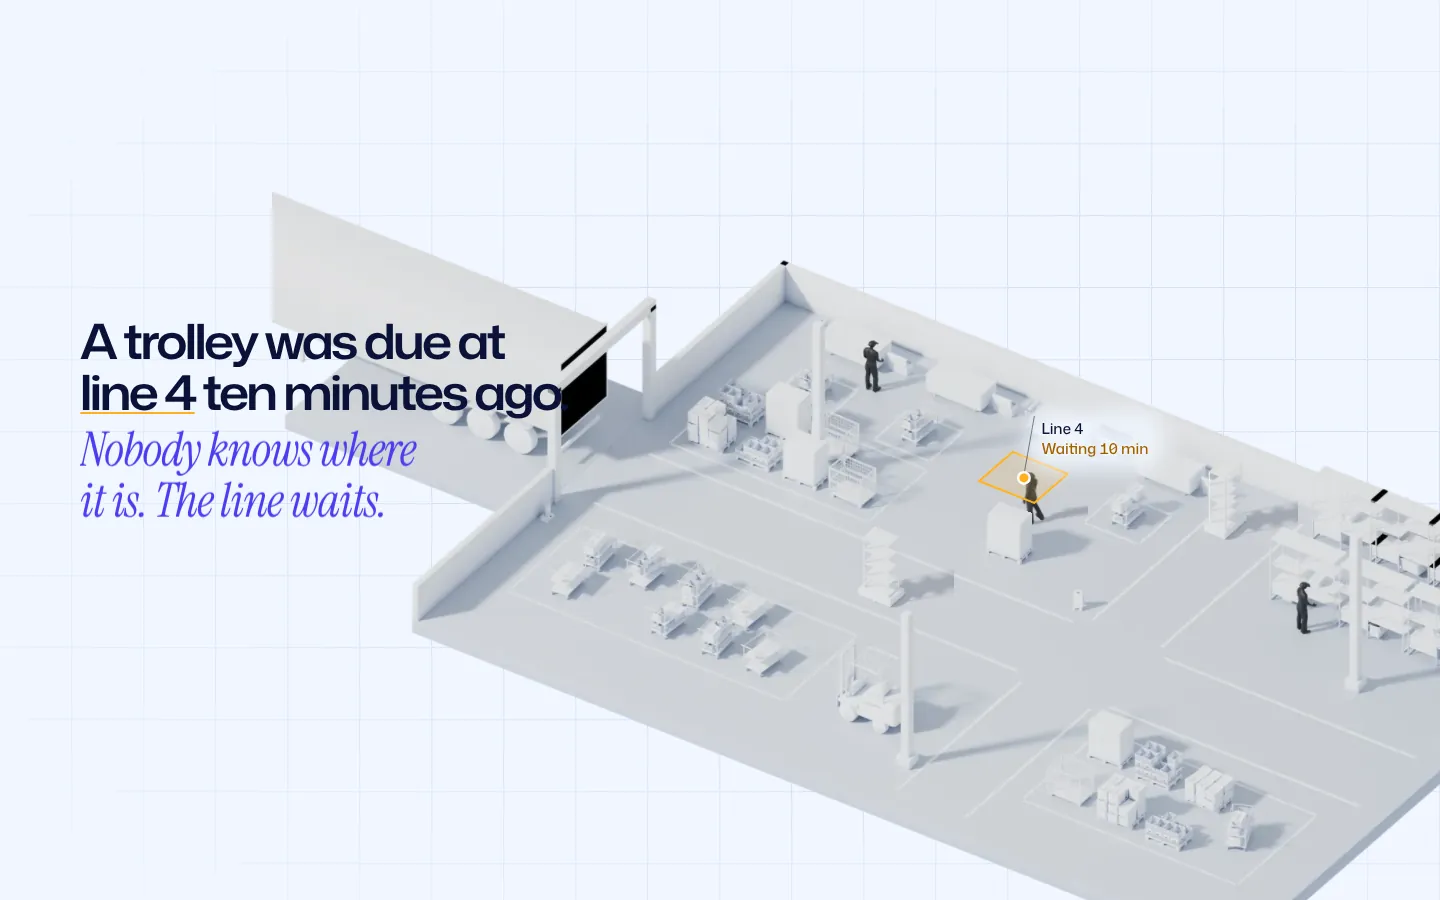 A trolley was due at
line 4 ten minutes ago.
Nobody knows where
it is. The line waits.
Line 4
Waiting 10 min